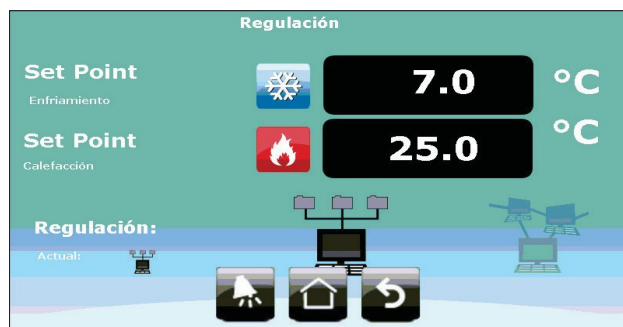 Regulación
Set Point
7.0 °C
Enfriamiento
Set Point
25.0 °C
Calefacción
Regulación:
Actual: